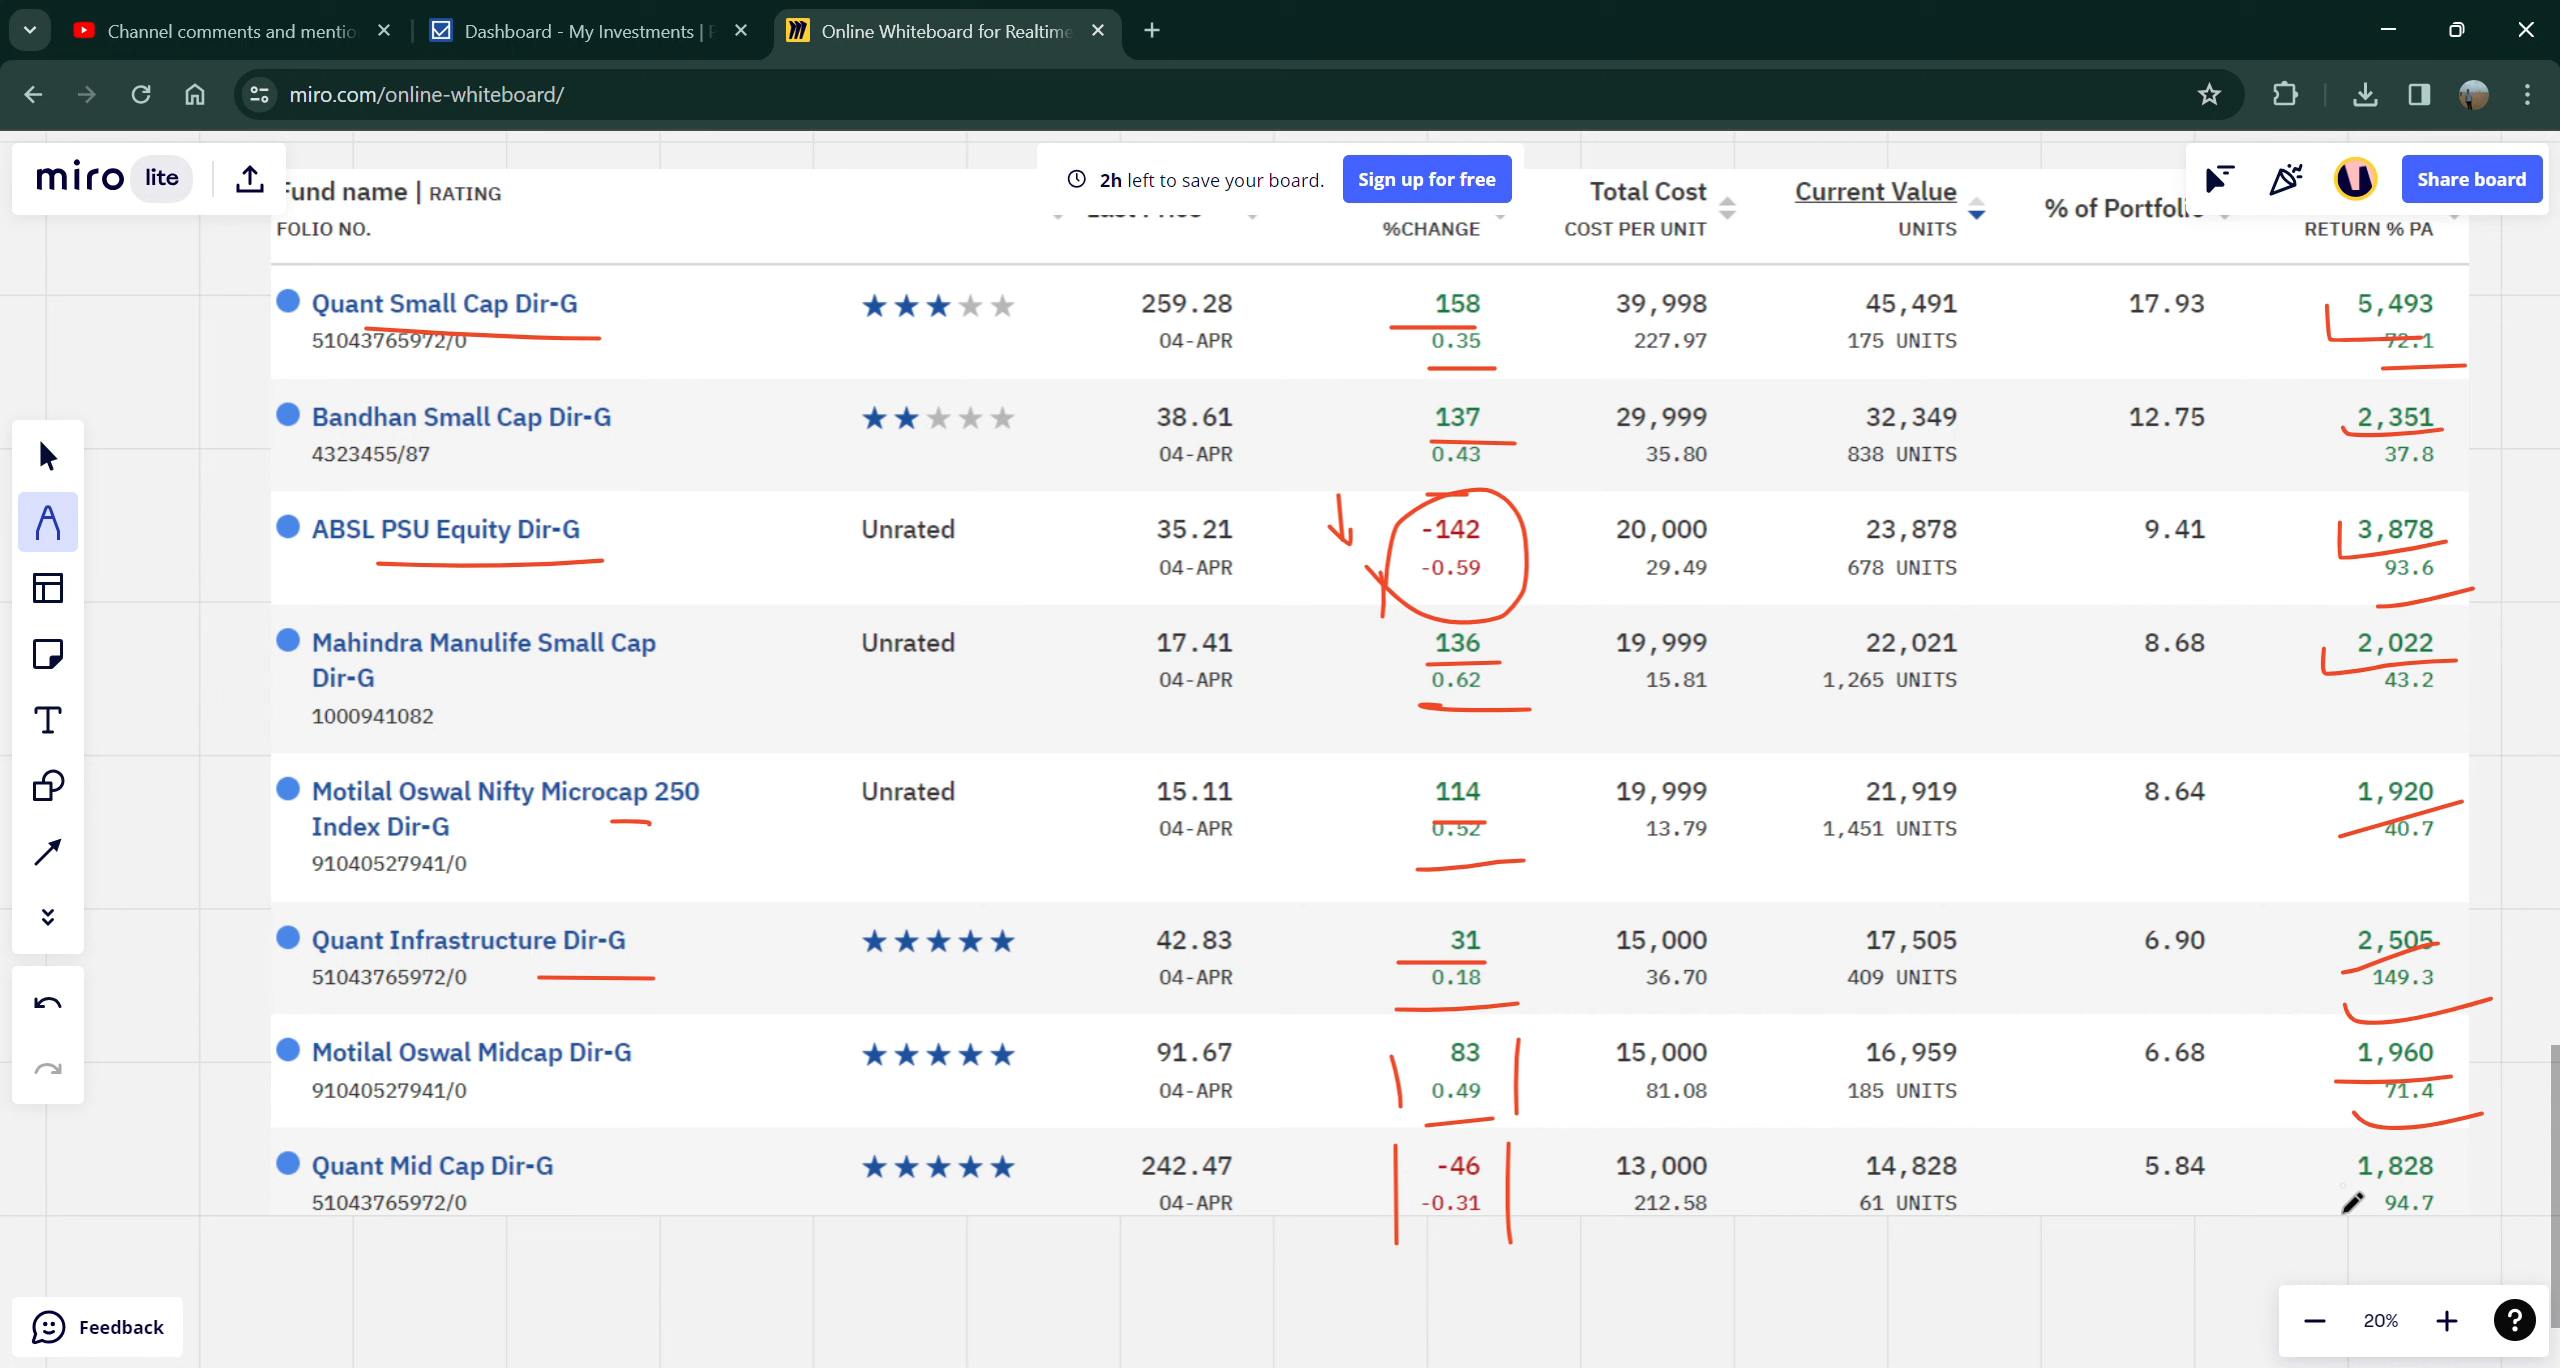 Channel comments and mentio
Dashboard - My Investments |
Online Whiteboard for Realtime
miro.com/online-whiteboard/
miro lite
2h left to save your board.
Sign up for free
Share board
Fund name | RATING
FOLIO NO.
%CHANGE
Total Cost
COST PER UNIT
Current Value
UNITS
% of Portfolio
RETURN % PA
Quant Small Cap Dir-G 259.28 158 39,998 45,491 17.93 5,493
51043765972/0 04-APR 0.35 227.97 175 UNITS 72.1
Bandhan Small Cap Dir-G 38.61 137 29,999 32,349 12.75 2,351
4323455/87 04-APR 0.43 35.80 838 UNITS 37.8
ABSL PSU Equity Dir-G Unrated 35.21 -142 20,000 23,878 9.41 3,878
04-APR -0.59 29.49 678 UNITS 93.6
Mahindra Manulife Small Cap Unrated 17.41 136 19,999 22,021 8.68 2,022
Dir-G 04-APR 0.62 15.81 1,265 UNITS 43.2
1000941082
Motilal Oswal Nifty Microcap 250 Unrated 15.11 114 19,999 21,919 8.64 1,920
Index Dir-G 04-APR 0.52 13.79 1,451 UNITS 40.7
91040527941/0
Quant Infrastructure Dir-G 42.83 31 15,000 17,505 6.90 2,505
51043765972/0 04-APR 0.18 36.70 409 UNITS 149.3
Motilal Oswal Midcap Dir-G 91.67 83 15,000 16,959 6.68 1,960
91040527941/0 04-APR 0.49 81.08 185 UNITS 71.4
Quant Mid Cap Dir-G 242.47 -46 13,000 14,828 5.84 1,828
51043765972/0 04-APR -0.31 212.58 61 UNITS 94.7
Feedback
20%